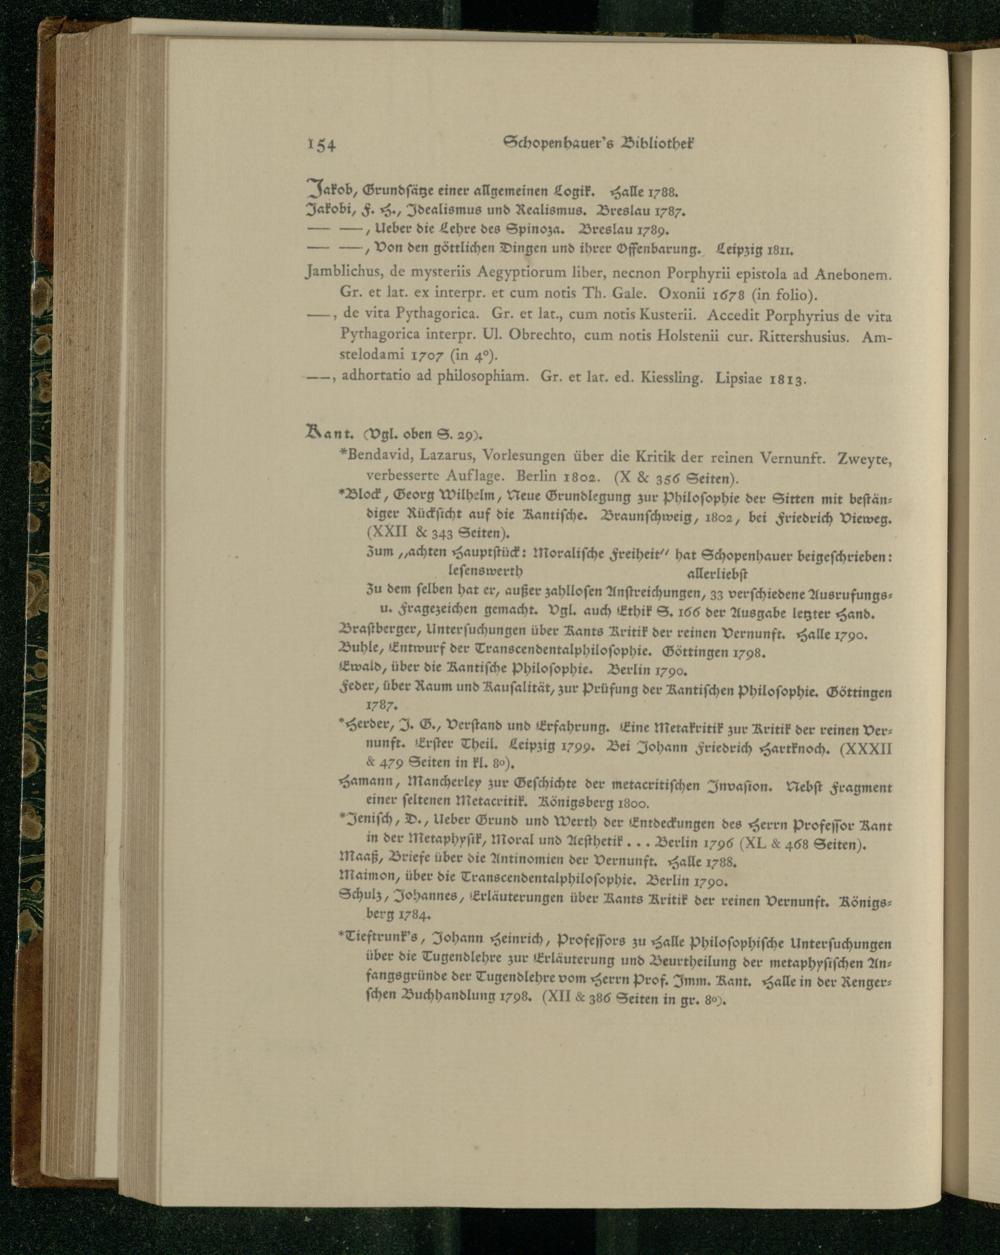 154 Schopenhauer's Bibliothek
Jakob, Grundsätze einer allgemeinen Logik. Halle 1788.
Jakobi, F. H., Idealismus und Realismus. Breslau 1787.
— —, Ueber die Lehre des Spinoza. Breslau 1789.
— —, Von den göttlichen Dingen und ihrer Offenbarung. Leipzig 1811.
Jamblichus, de mysteriis Aegyptiorum liber, necnon Porphyrii epistola ad Anebonem.
Gr. et lat. ex interpr. et cum notis Th. Gale. Oxonii 1678 (in folio).
——, de vita Pythagorica. Gr. et lat., cum notis Kusterii. Accedit Porphyrius de vita
Pythagorica interpr. Ul. Obrechto, cum notis Holstenii cur. Rittershusius. Am-
stelodami 1707 (in 4°).
——, adhortatio ad philosophiam. Gr. et lat. ed. Kiessling. Lipsiae 1813.
Kant. (Vgl. oben S. 29).
*Bendavid, Lazarus, Vorlesungen über die Kritik der reinen Vernunft. Zweyte,
verbesserte Auflage. Berlin 1802. (X & 356 Seiten).
*Block, Georg Wilhelm, Neue Grundlegung zur Philosophie der Sitten mit bestän-
diger Rücksicht auf die Kantische. Braunschweig, 1802, bei Friedrich Vieweg.
(XXII & 343 Seiten).
Zum „achten Hauptstück: Moralische Freiheit“ hat Schopenhauer beigeschrieben:
lesenswerth allerliebst
Zu dem selben hat er, außer zahllosen Anstreichungen, 33 verschiedene Ausrufungs-
u. Fragezeichen gemacht. Vgl. auch Ethik S. 166 der Ausgabe letzter Hand.
Brastberger, Untersuchungen über Kants Kritik der reinen Vernunft. Halle 1790.
Buhle, Entwurf der Transcendentalphilosophie. Göttingen 1798.
Ewald, über die Kantische Philosophie. Berlin 1790.
Feder, über Raum und Kausalität, zur Prüfung der Kantischen Philosophie. Göttingen
1787.
*Herder, J. G., Verstand und Erfahrung. Eine Metakritik zur Kritik der reinen Ver-
nunft. Erster Theil. Leipzig 1799. Bei Johann Friedrich Hartknoch. (XXXII
& 479 Seiten in kl. 8°).
Hamann, Mancherley zur Geschichte der metacritischen Invasion. Nebst Fragment
einer seltenen Metacritik. Königsberg 1800.
*Jenisch, D., Ueber Grund und Werth der Entdeckungen des Herrn Professor Kant
in der Metaphysik, Moral und Aesthetik... Berlin 1796 (XL & 468 Seiten).
Maaß, Briefe über die Antinomien der Vernunft. Halle 1788.
Maimon, über die Transcendentalphilosophie. Berlin 1790.
Schulz, Johannes, Erläuterungen über Kants Kritik der reinen Vernunft. Königs-
berg 1784.
*Tieftrunk's, Johann Heinrich, Professors zu Halle Philosophische Untersuchungen
über die Tugendlehre zur Erläuterung und Beurtheilung der metaphysischen An-
fangsgründe der Tugendlehre vom Herrn Prof. Imm. Kant. Halle in der Renger-
schen Buchhandlung 1798. (XII & 386 Seiten in gr. 8°).